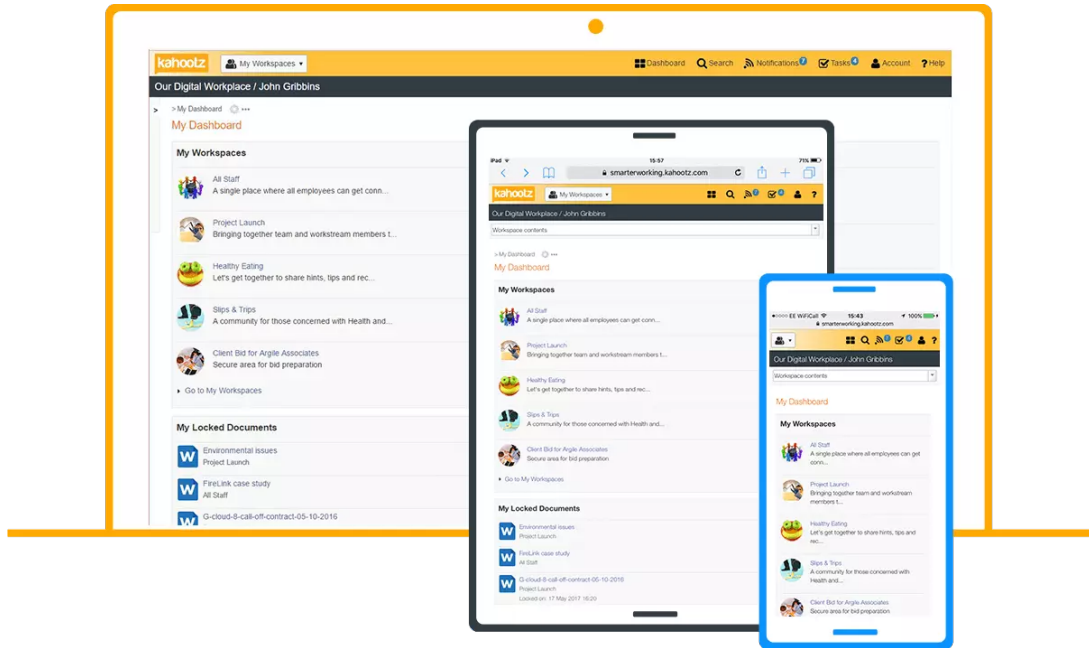 kahootz
My Workspaces
Dashboard
Search
Notifications 7
Tasks 4
Account
? Help
Our Digital Workplace / John Gribbins
>
> My Dashboard
My Dashboard
My Workspaces
All Staff
A single place where all employees can get conn...
Project Launch
Bringing together team and workstream members t...
Healthy Eating
Let's get together to share hints, tips and rec...
Slips & Trips
A community for those concerned with Health and...
Client Bid for Argile Associates
Secure area for bid preparation
Go to My Workspaces
My Locked Documents
W
Environmental issues
Project Launch
W
FireLink case study
All Staff
W
G-cloud-8-call-off-contract-05-10-2016
iPad
15:57
71%
smarterworking.kahootz.com
kahootz
My Workspaces
?
Our Digital Workplace / John Gribbins
Workspace contents
> My Dashboard
My Dashboard
My Workspaces
All Staff
A single place where all employees can get conn...
Project Launch
Bringing together team and workstream members t...
Healthy Eating
Let's get together to share hints, tips and rec...
Slips & Trips
A community for those concerned with Health and...
Client Bid for Argile Associates
Secure area for bid preparation
Go to My Workspaces
My Locked Documents
W
Environmental issues
Project Launch
W
FireLink case study
All Staff
W
G-cloud-8-call-off-contract-05-10-2016
Project Launch
Locked on: 17 May 2017 16:20
EE WiFiCall
15:43
100%
smarterworking.kahootz.com
?
Our Digital Workplace / John Gribbins
Workspace contents
My Dashboard
My Workspaces
All Staff
A single place where all employees can get
conn...
Project Launch
Bringing together team and workstream
members t...
Healthy Eating
Let's get together to share hints, tips and
rec...
Slips & Trips
A community for those concerned with
Health and...
Client Bid for Argile Associates
Secure area for bid preparation